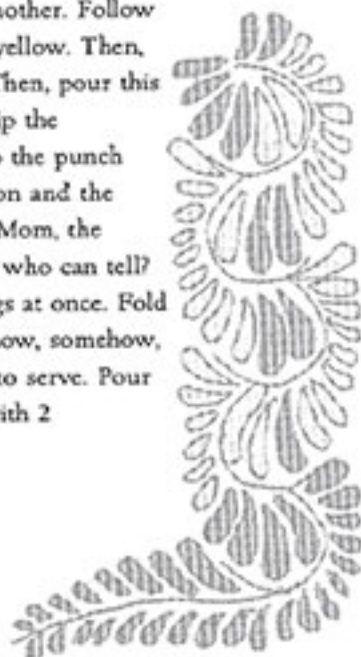 nother. Follow
yellow. Then,
Then, pour this
ip the
o the punch
on and the
Mom, the
who can tell?
gs at once. Fold
ow, somehow,
to serve. Pour
ith 2